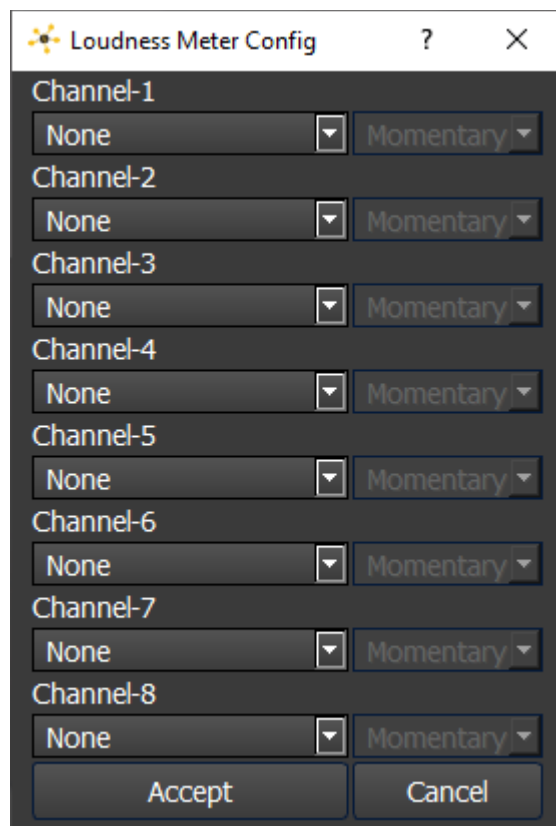 Loudness Meter Config ? ×
Channel-1
None Momentary
Channel-2
None Momentary
Channel-3
None Momentary
Channel-4
None Momentary
Channel-5
None Momentary
Channel-6
None Momentary
Channel-7
None Momentary
Channel-8
None Momentary
Accept Cancel